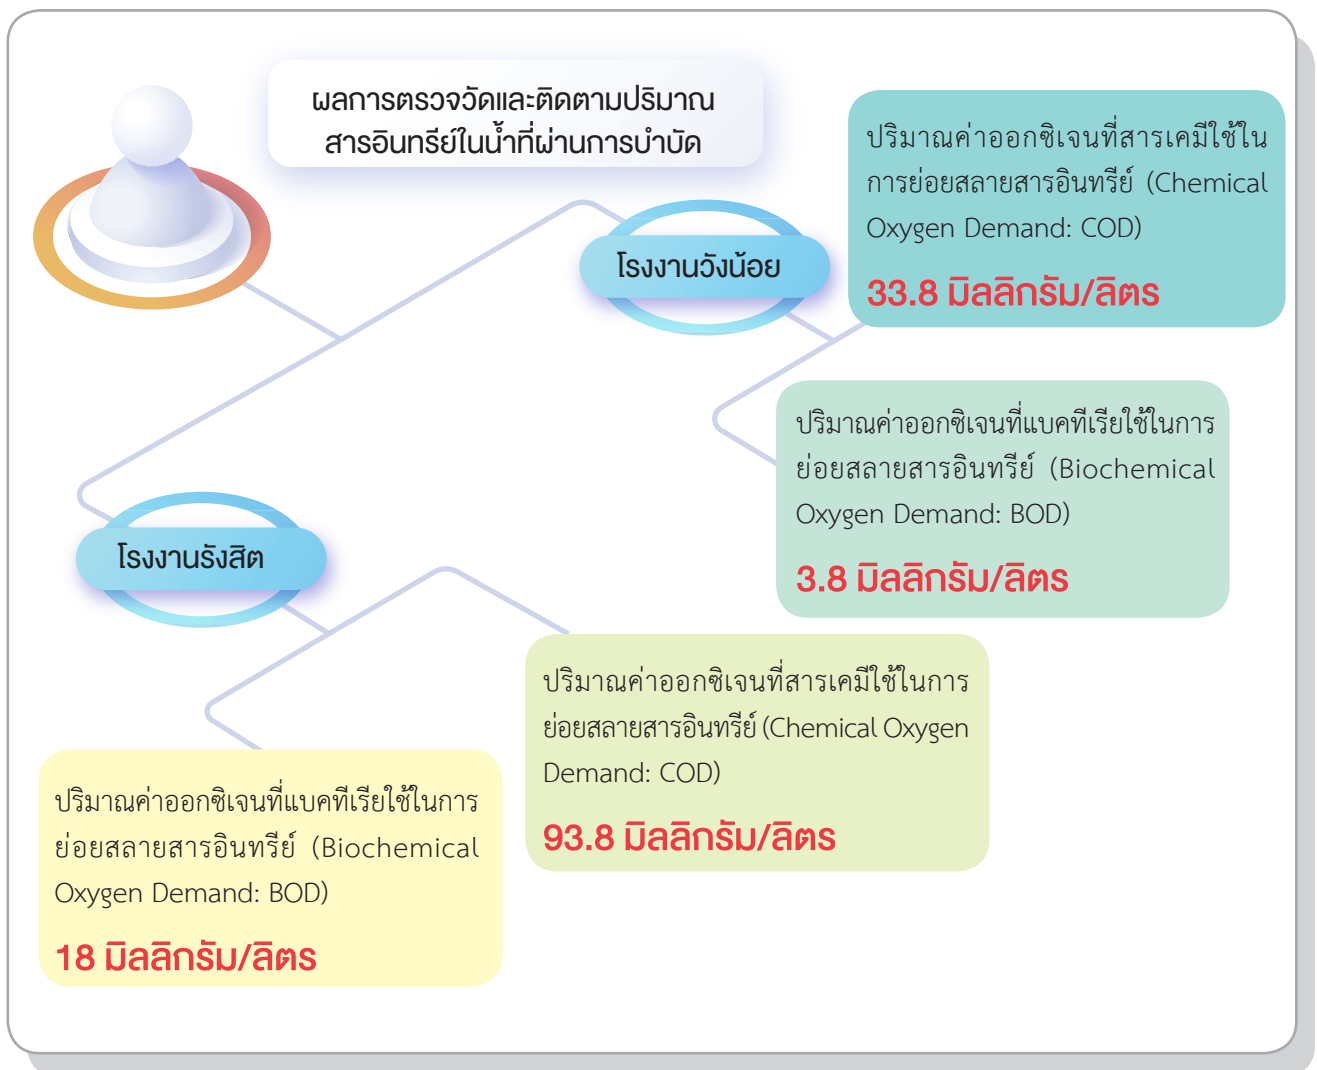 ผลการตรวจวัดและติดตามปริมาณ
สารอินทรีย์ในน้ำที่ผ่านการบำบัด
โรงงานวังน้อย
ปริมาณค่าออกซิเจนที่สารเคมีใช้ใน
การย่อยสลายสารอินทรีย์ (Chemical
Oxygen Demand: COD)
33.8 มิลลิกรัม/ลิตร
ปริมาณค่าออกซิเจนที่แบคทีเรียใช้ในการ
ย่อยสลายสารอินทรีย์ (Biochemical
Oxygen Demand: BOD)
3.8 มิลลิกรัม/ลิตร
โรงงานรังสิต
ปริมาณค่าออกซิเจนที่สารเคมีใช้ในการ
ย่อยสลายสารอินทรีย์ (Chemical Oxygen
Demand: COD)
93.8 มิลลิกรัม/ลิตร
ปริมาณค่าออกซิเจนที่แบคทีเรียใช้ในการ
ย่อยสลายสารอินทรีย์ (Biochemical
Oxygen Demand: BOD)
18 มิลลิกรัม/ลิตร